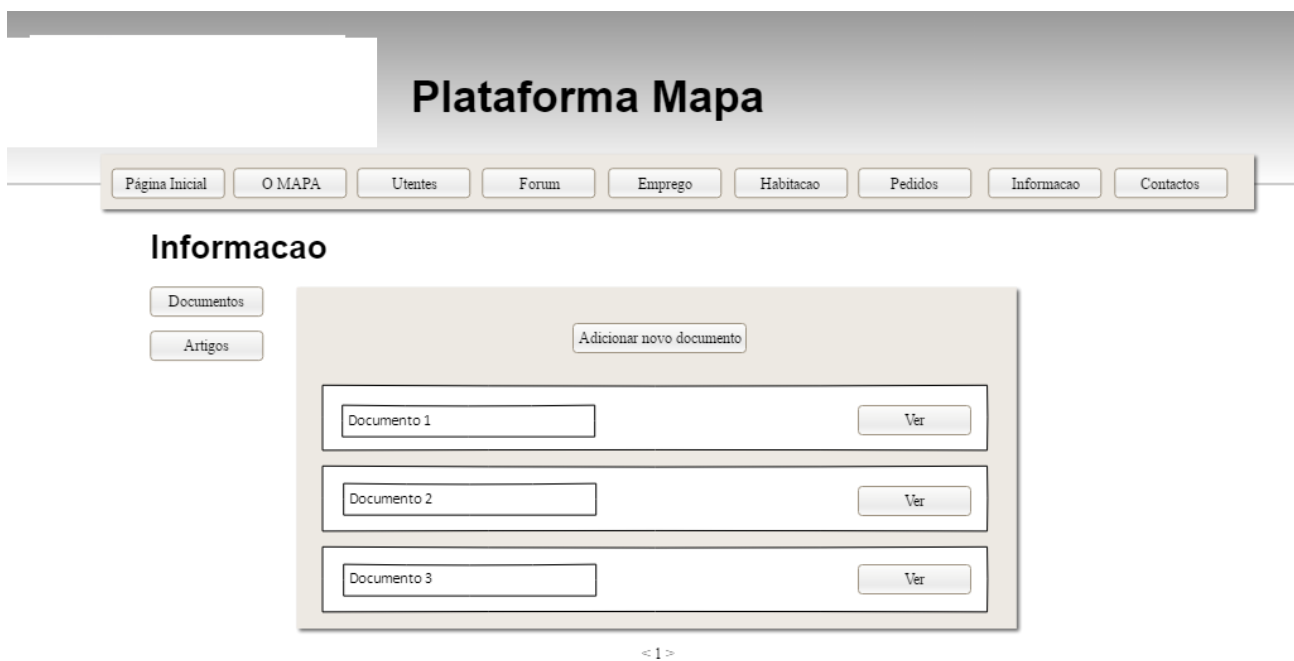 Plataforma Mapa
Página Inicial O MAPA Utentes Forum Emprego Habitacao Pedidos Informacao Contactos
Informacao
Documentos
Artigos
Adicionar novo documento
Documento 1 Ver
Documento 2 Ver
Documento 3 Ver
< 1 >